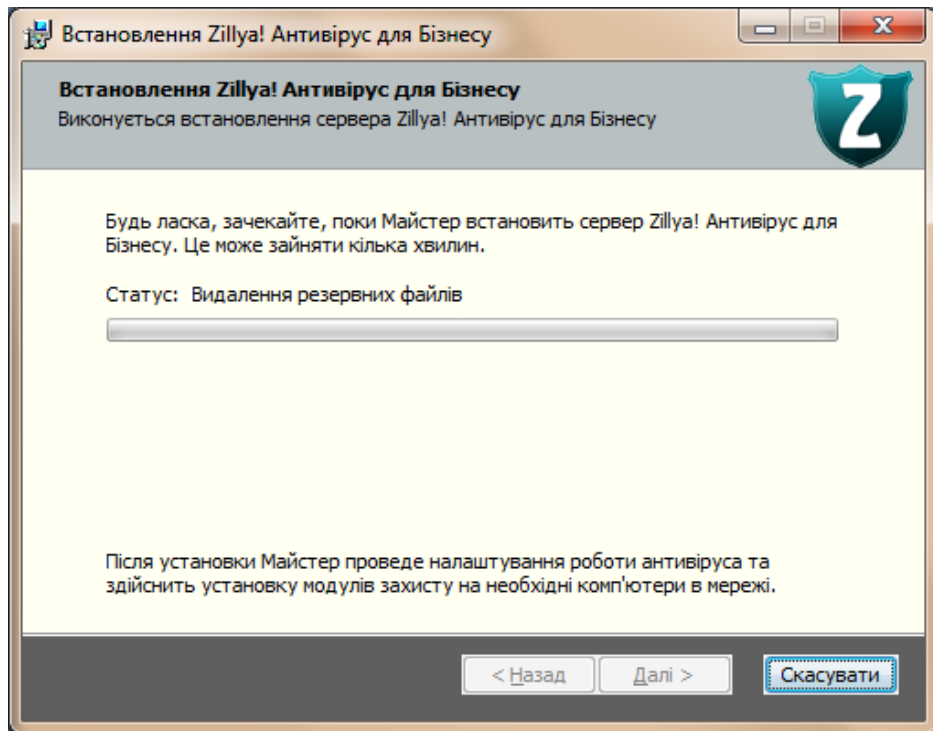 Встановлення Zillya! Антивірус для Бізнесу
Встановлення Zillya! Антивірус для Бізнесу
Виконується встановлення сервера Zillya! Антивірус для Бізнесу
Z
Будь ласка, зачекайте, поки Майстер встановить сервер Zillya! Антивірус для
Бізнесу. Це може зайняти кілька хвилин.
Статус: Видалення резервних файлів
Після установки Майстер проведе налаштування роботи антивіруса та
здійснить установку модулів захисту на необхідні комп'ютери в мережі.
< Назад Далі > Скасувати